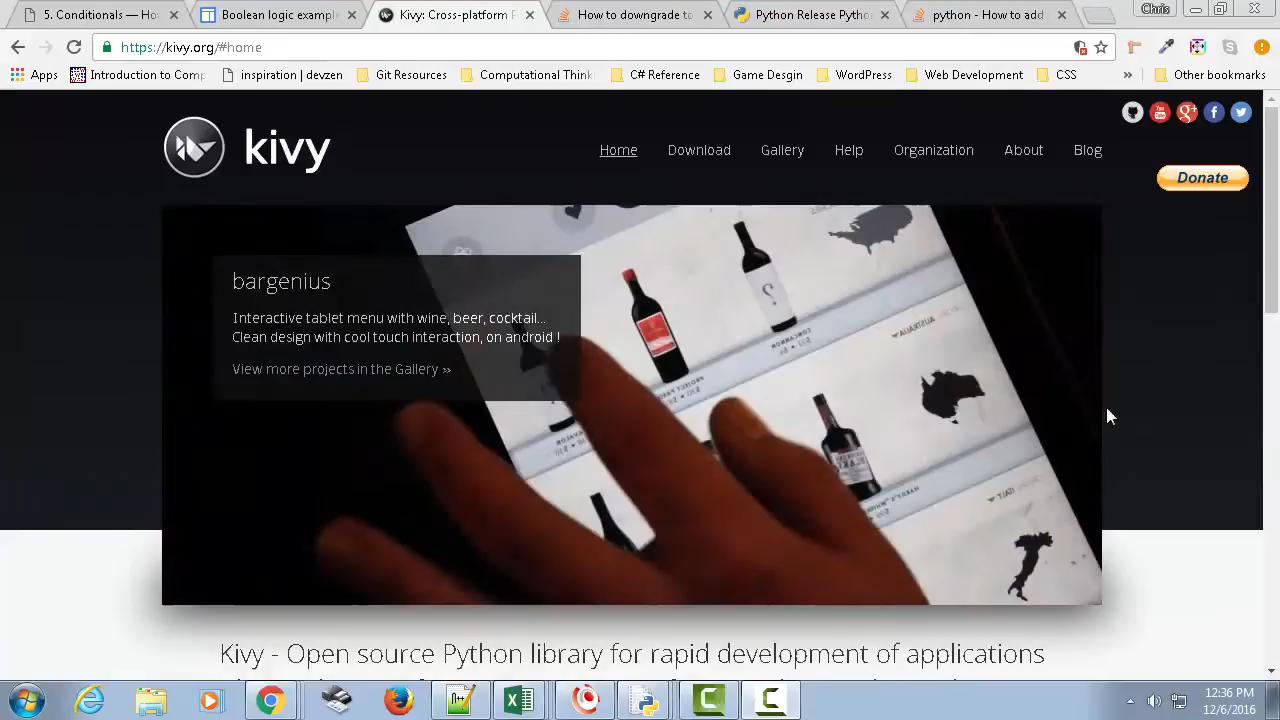 5. Conditional — Ho
Boolean logic example
Kivy: Cross-platform P
How to downgrade to
Python Release Pytho
python - How to add
Chris
https://kivy.org/#home
Apps
Introduction to Comp
inspiration | devzen
Git Resources
Computational Think
C# Reference
Game Desgin
WordPress
Web Development
CSS
»
Other bookmarks
kivy
Home
Download
Gallery
Help
Organization
About
Blog
Donate
bargenius
Interactive tablet menu with wine, beer, cocktail...
Clean design with cool touch interaction on android !
View more projects in the Gallery »
Kivy - Open source Python library for rapid development of applications
12:36 PM
12/6/2016